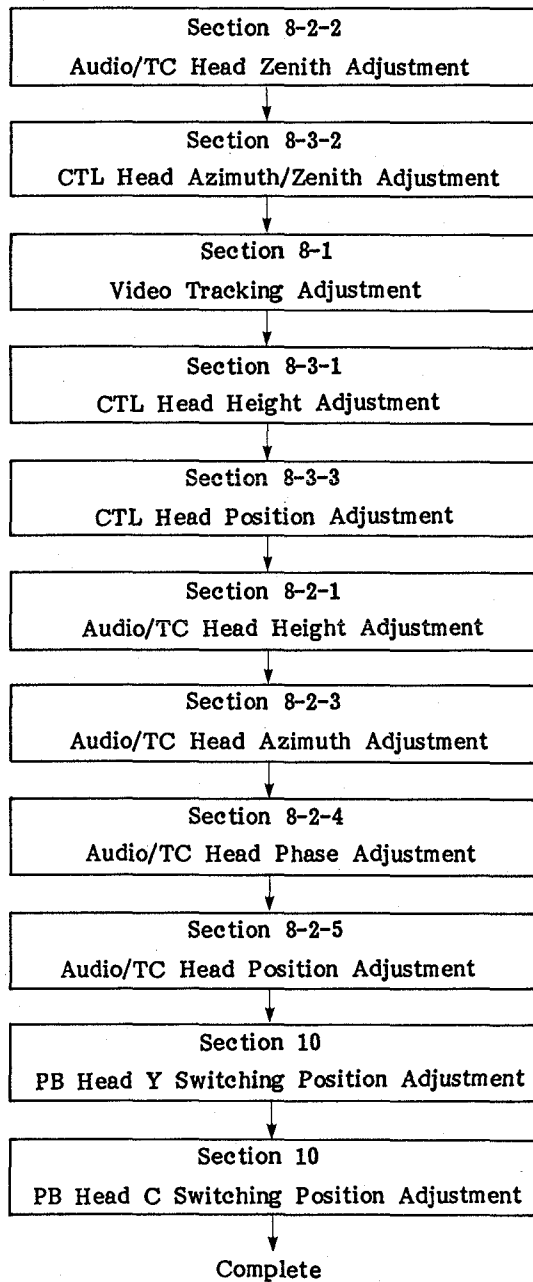 Section 8-2-2
Audio/TC Head Zenith Adjustment
Section 8-3-2
CTL Head Azimuth/Zenith Adjustment
Section 8-1
Video Tracking Adjustment
Section 8-3-1
CTL Head Height Adjustment
Section 8-3-3
CTL Head Position Adjustment
Section 8-2-1
Audio/TC Head Height Adjustment
Section 8-2-3
Audio/TC Head Azimuth Adjustment
Section 8-2-4
Audio/TC Head Phase Adjustment
Section 8-2-5
Audio/TC Head Position Adjustment
Section 10
PB Head Y Switching Position Adjustment
Section 10
PB Head C Switching Position Adjustment
Complete